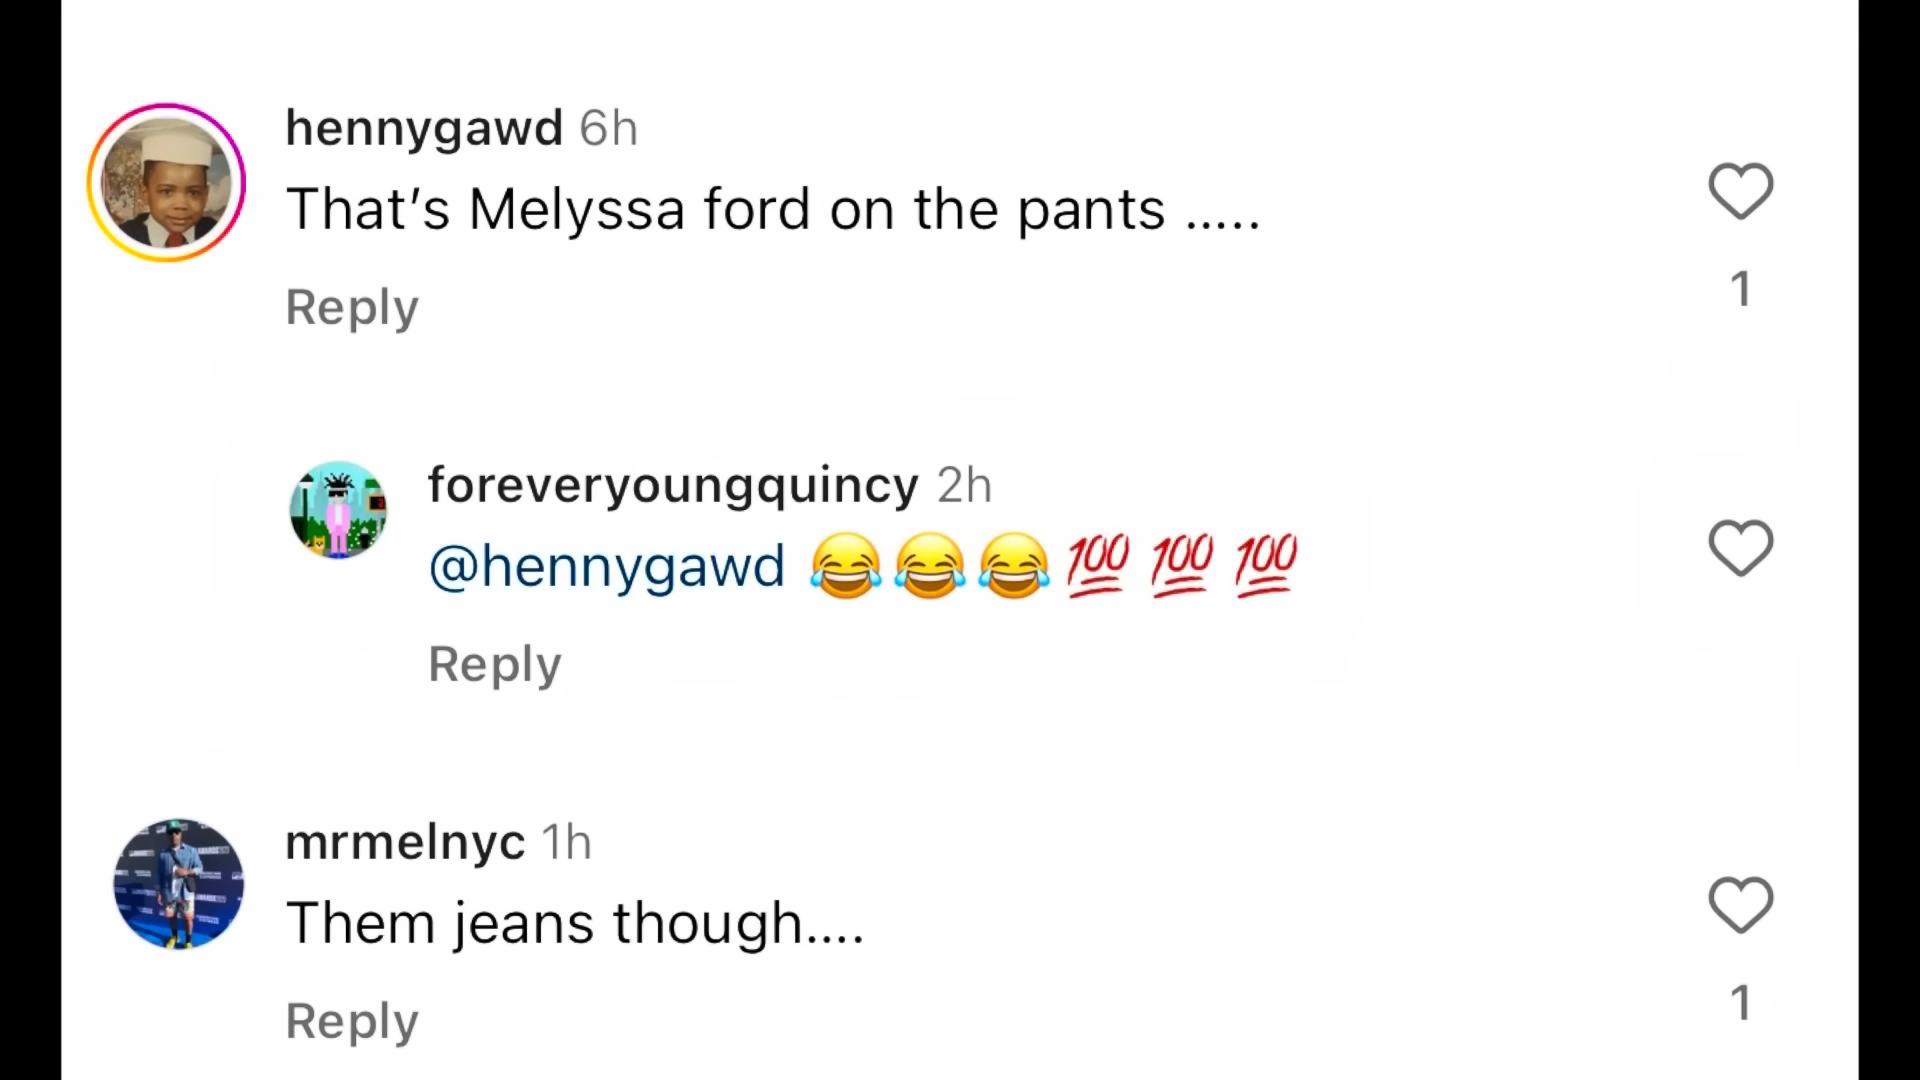 hennygawd 6h
That’s Melyssa ford on the pants .....
1
Reply
foreveryoungquincy 2h
@hennygawd 😂😂😂💯💯💯
Reply
mrmelnyc 1h
Them jeans though....
1
Reply